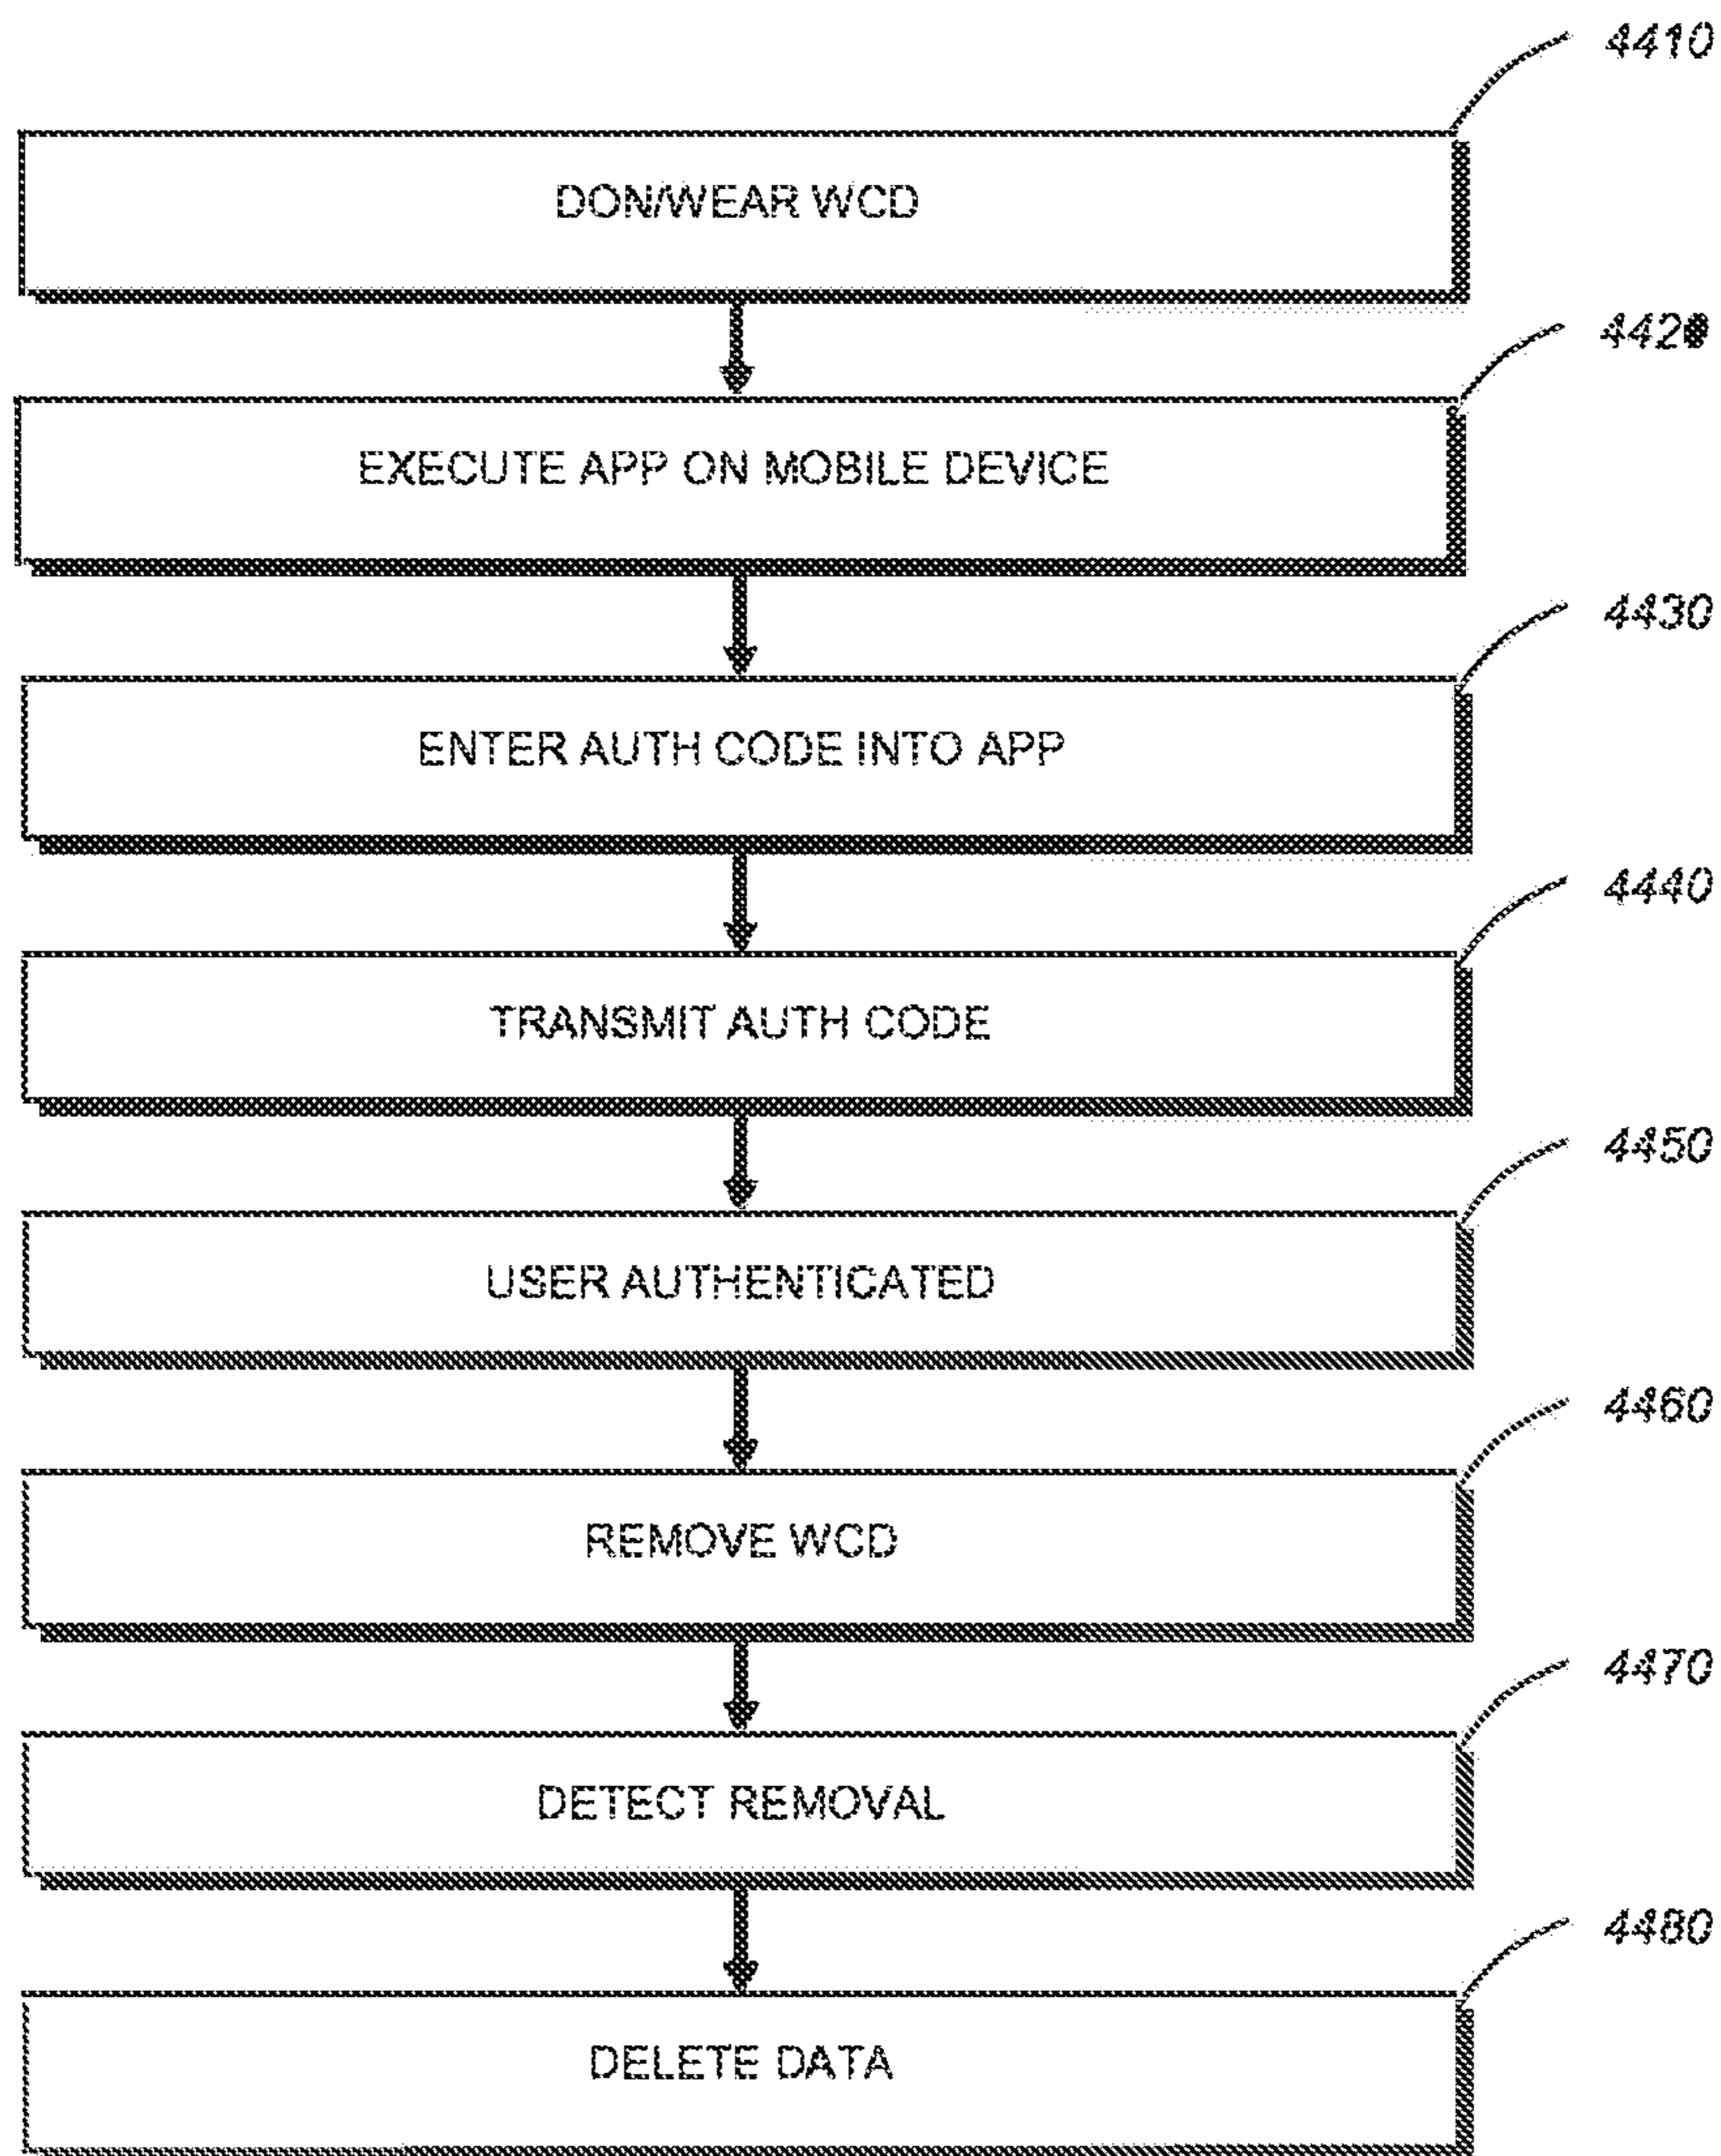 4410
DON/WEAR WCD
4420
EXECUTE APP ON MOBILE DEVICE
4430
ENTER AUTH CODE INTO APP
4440
TRANSMIT AUTH CODE
4450
USER AUTHENTICATED
4460
REMOVE WCD
4470
DETECT REMOVAL
4480
DELETE DATA